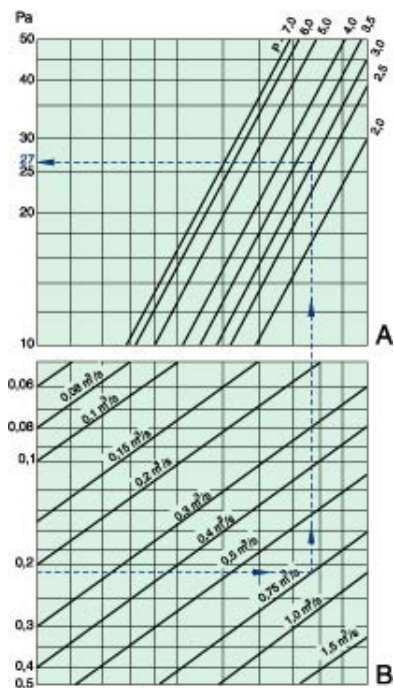 Pa
P 7,0 6,0 5,0 4,0 3,5
3,0
2,5
2,0
50
40
30
27
25
20
10
A
0,06
0,08
0,1
0,2
0,3
0,4
0,5
0,08 m³/s
0,1 m³/s
0,15 m³/s
0,2 m³/s
0,3 m³/s
0,4 m³/s
0,5 m³/s
0,75 m³/s
1,0 m³/s
1,5 m³/s
B